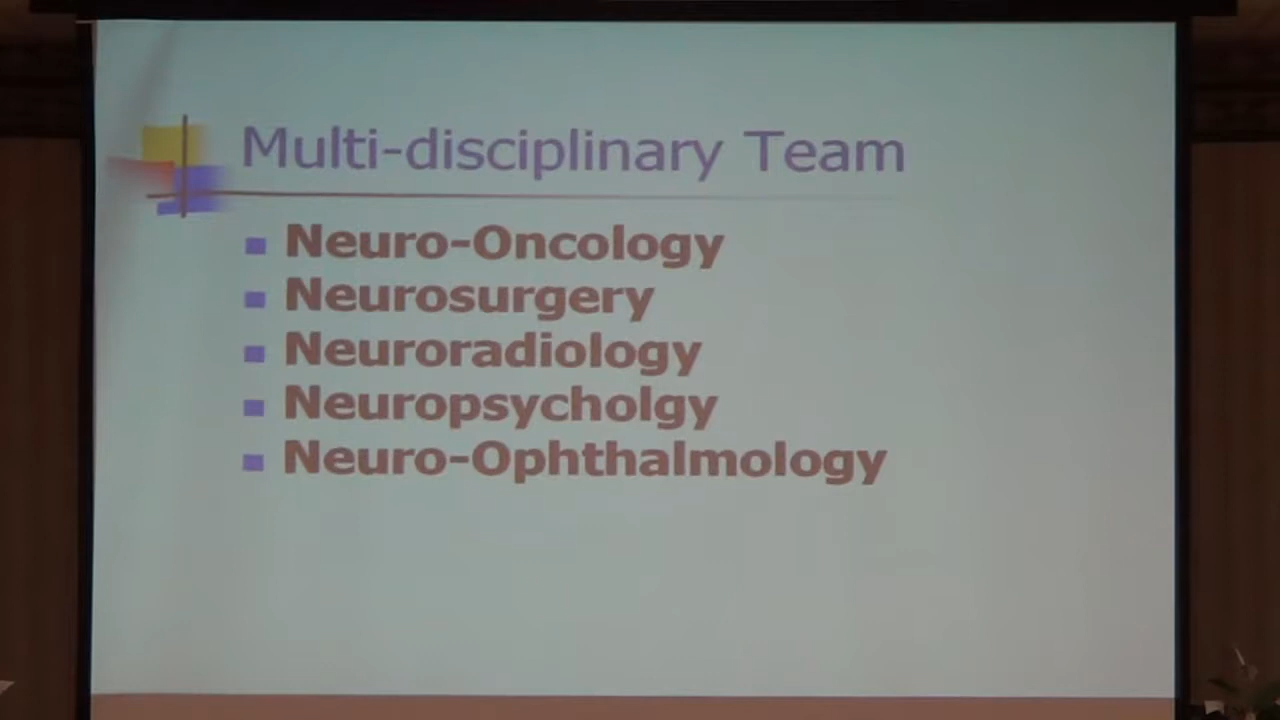 Multi-disciplinary Team
Neuro-Oncology
Neurosurgery
Neuroradiology
Neuropsycholgy
Neuro-Ophthalmology